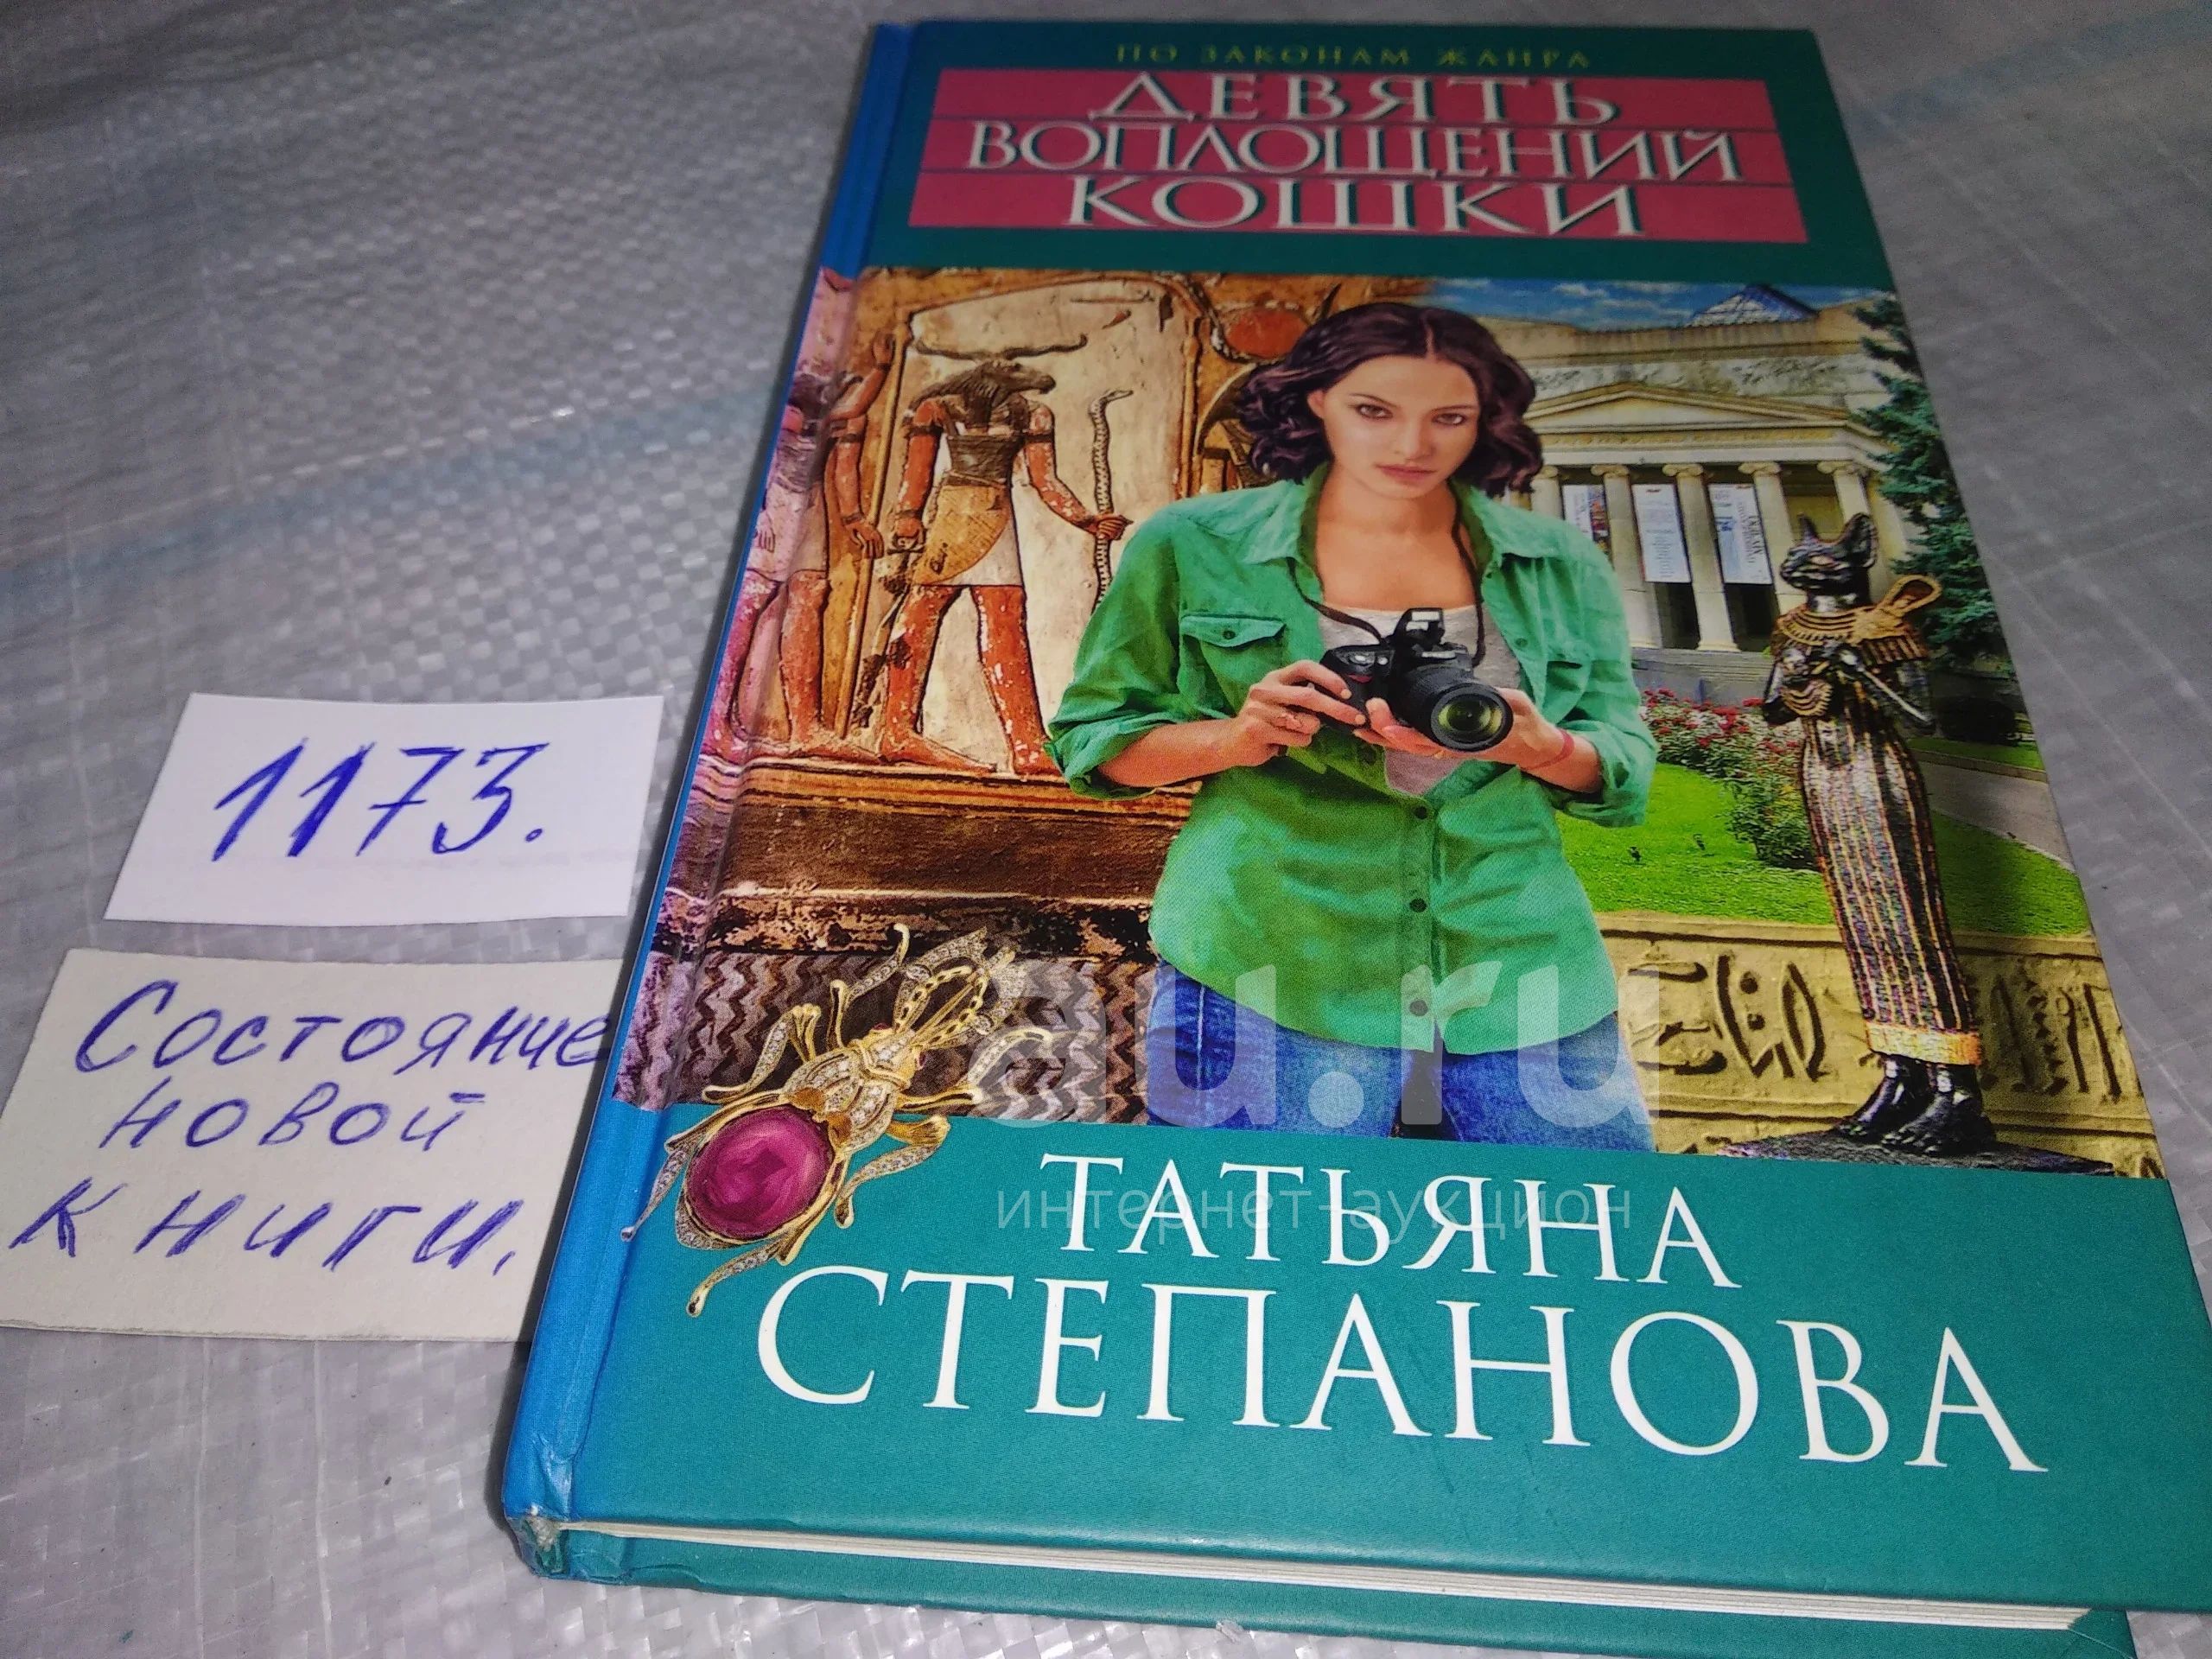 ПО ЗАКОНАМ ЖАНРА
ДЕВЯТЬ
ВОПЛОЩЕНИЙ
КОШКИ
1173.
Состояние
новой
книги.
au.ru
интернет-аукцион
ТАТЬЯНА
СТЕПАНОВА